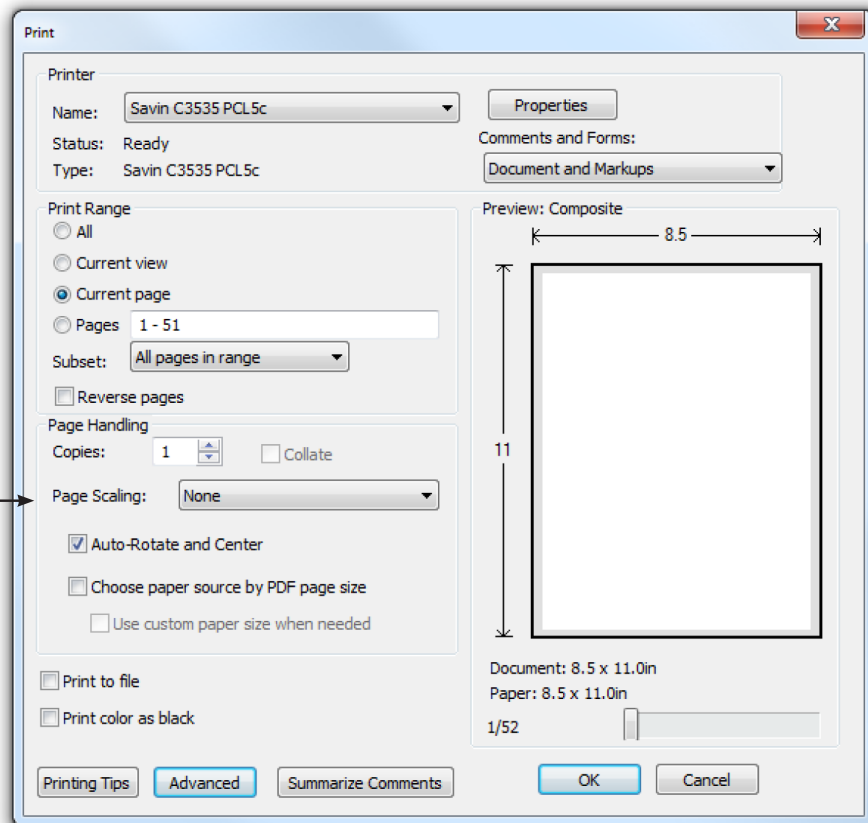 Print
Printer
Name: Savin C3535 PCL5c Properties
Status: Ready Comments and Forms:
Type: Savin C3535 PCL5c Document and Markups
Print Range
All
Current view
Current page
Pages 1 - 51
Subset: All pages in range
Reverse pages
Page Handling
Copies: 1 Collate
Page Scaling: None
Auto-Rotate and Center
Choose paper source by PDF page size
Use custom paper size when needed
Print to file
Print color as black
Preview: Composite
8.5
11
Document: 8.5 x 11.0in
Paper: 8.5 x 11.0in
1/52
Printing Tips Advanced Summarize Comments OK Cancel